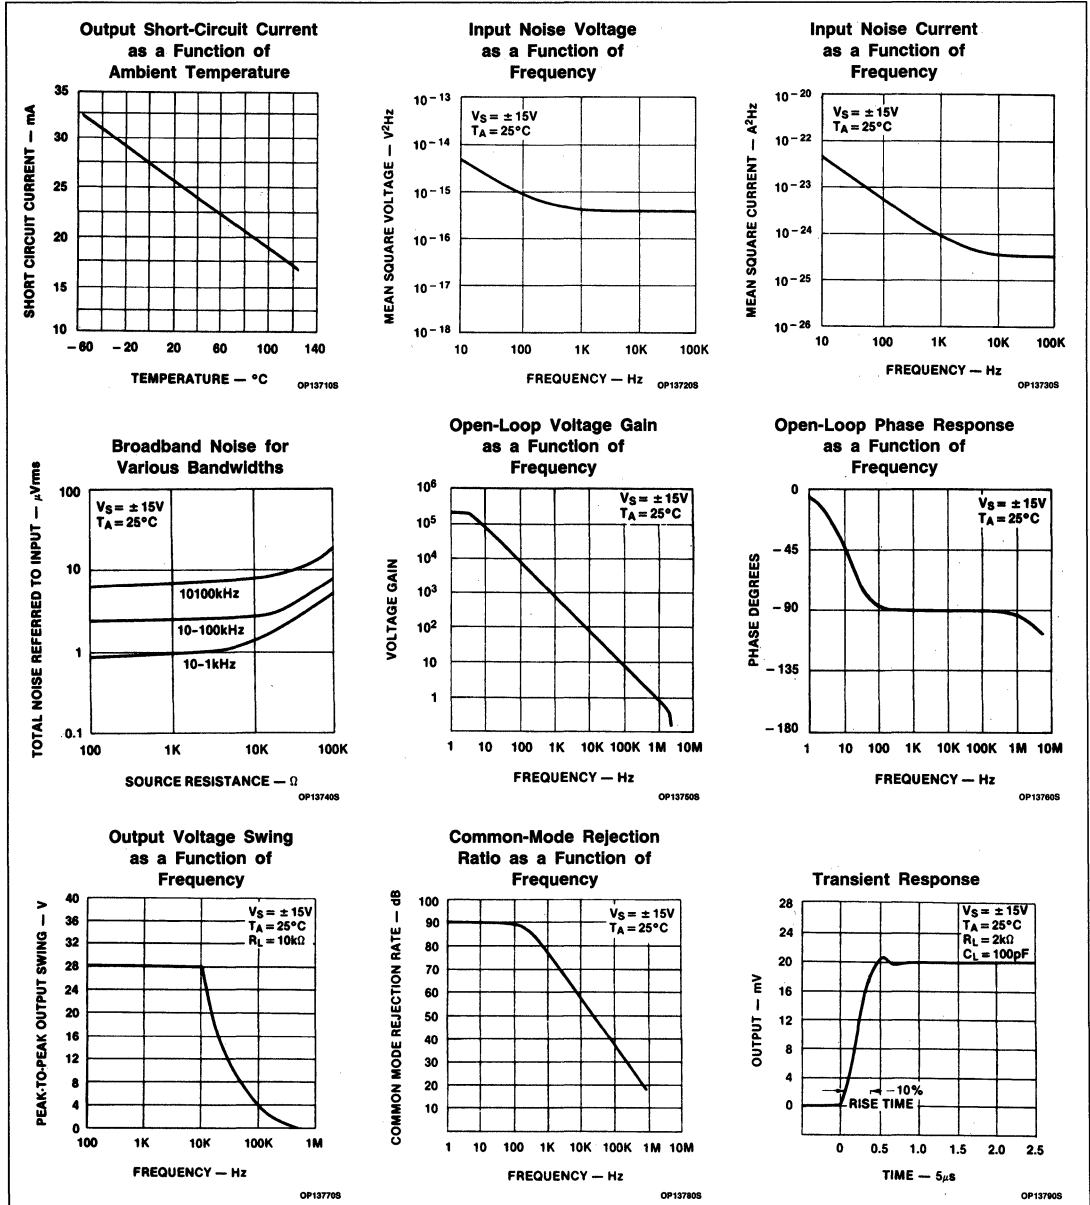 Output Short-Circuit Current
as a Function of
Ambient Temperature
SHORT CIRCUIT CURRENT — mA
35
30
25
20
15
10
−60 −20 20 60 100 140
TEMPERATURE — °C
OP13710S
Input Noise Voltage
as a Function of
Frequency
MEAN SQUARE VOLTAGE — V²Hz
10−13
10−14
10−15
10−16
10−17
10−18
VS = ±15V
TA = 25°C
10 100 1K 10K 100K
FREQUENCY — Hz
OP13720S
Input Noise Current
as a Function of
Frequency
MEAN SQUARE CURRENT — A²Hz
10−20
10−22
10−23
10−24
10−25
10−26
VS = ±15V
TA = 25°C
10 100 1K 10K 100K
FREQUENCY — Hz
OP13730S
Broadband Noise for
Various Bandwidths
TOTAL NOISE REFERRED TO INPUT — μVrms
100
10
1
0.1
VS = ±15V
TA = 25°C
10100kHz
10–100kHz
10–1kHz
100 1K 10K 100K
SOURCE RESISTANCE — Ω
OP13740S
Open-Loop Voltage Gain
as a Function of
Frequency
VOLTAGE GAIN
10⁶
10⁵
10⁴
10³
10²
10
1
VS = ±15V
TA = 25°C
1 10 100 1K 10K 100K 1M 10M
FREQUENCY — Hz
OP13750S
Open-Loop Phase Response
as a Function of
Frequency
PHASE DEGREES
0
−45
−90
−135
−180
VS = ±15V
TA = 25°C
1 10 100 1K 10K 100K 1M 10M
FREQUENCY — Hz
OP13760S
Output Voltage Swing
as a Function of
Frequency
PEAK-TO-PEAK OUTPUT SWING — V
40
36
32
28
24
20
16
12
8
4
0
VS = ±15V
TA = 25°C
RL = 10kΩ
100 1K 10K 100K 1M
FREQUENCY — Hz
OP13770S
Common-Mode Rejection
Ratio as a Function of
Frequency
COMMON MODE REJECTION RATE — dB
100
90
80
70
60
50
40
30
20
10
VS = ±15V
TA = 25°C
1 10 100 1K 10K 100K 1M 10M
FREQUENCY — Hz
OP13780S
Transient Response
OUTPUT — mV
28
24
20
16
12
8
4
0
VS = ±15V
TA = 25°C
RL = 2kΩ
CL = 100pF
10%
RISE TIME
0 0.5 1.0 1.5 2.0 2.5
TIME — 5μs
OP13790S